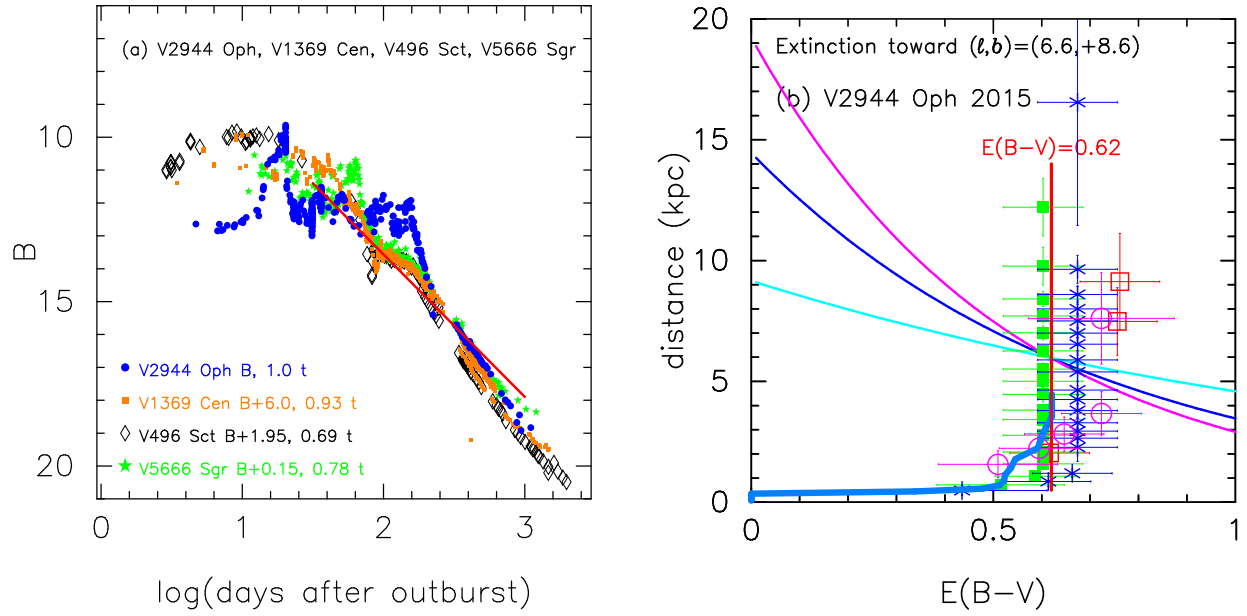 (a) V2944 Oph, V1369 Cen, V496 Sct, V5666 Sgr
10
15
20
B
V2944 Oph B, 1.0 t
V1369 Cen B+6.0, 0.93 t
V496 Sct B+1.95, 0.69 t
V5666 Sgr B+0.15, 0.78 t
0 1 2 3
log(days after outburst)
Extinction toward (l,b)=(6.6,+8.6)
(b) V2944 Oph 2015
E(B−V)=0.62
20
15
10
5
0
distance (kpc)
0 0.5 1
E(B−V)